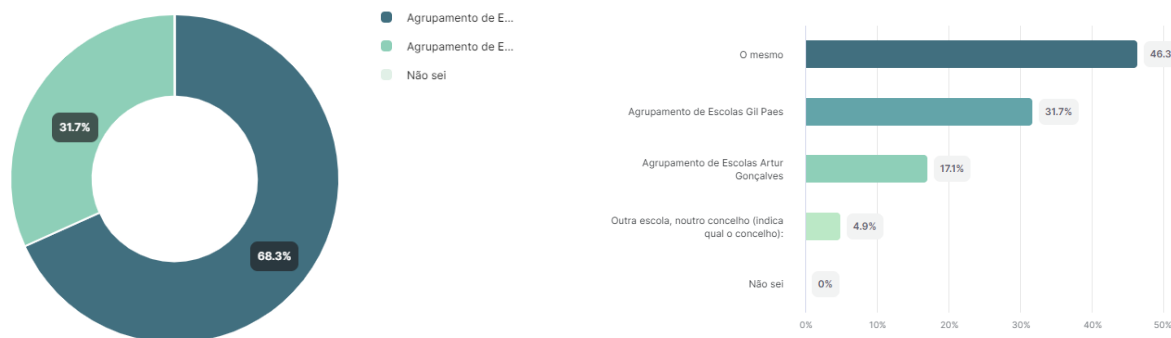 Agrupamento de E...
Agrupamento de E...
Não sei
31.7%
68.3%
O mesmo
46.3
Agrupamento de Escolas Gil Paes
31.7%
Agrupamento de Escolas Artur
Gonçalves
17.1%
Outra escola, noutro concelho (indica
qual o concelho):
4.9%
Não sei
0%
0%
10%
20%
30%
40%
50%